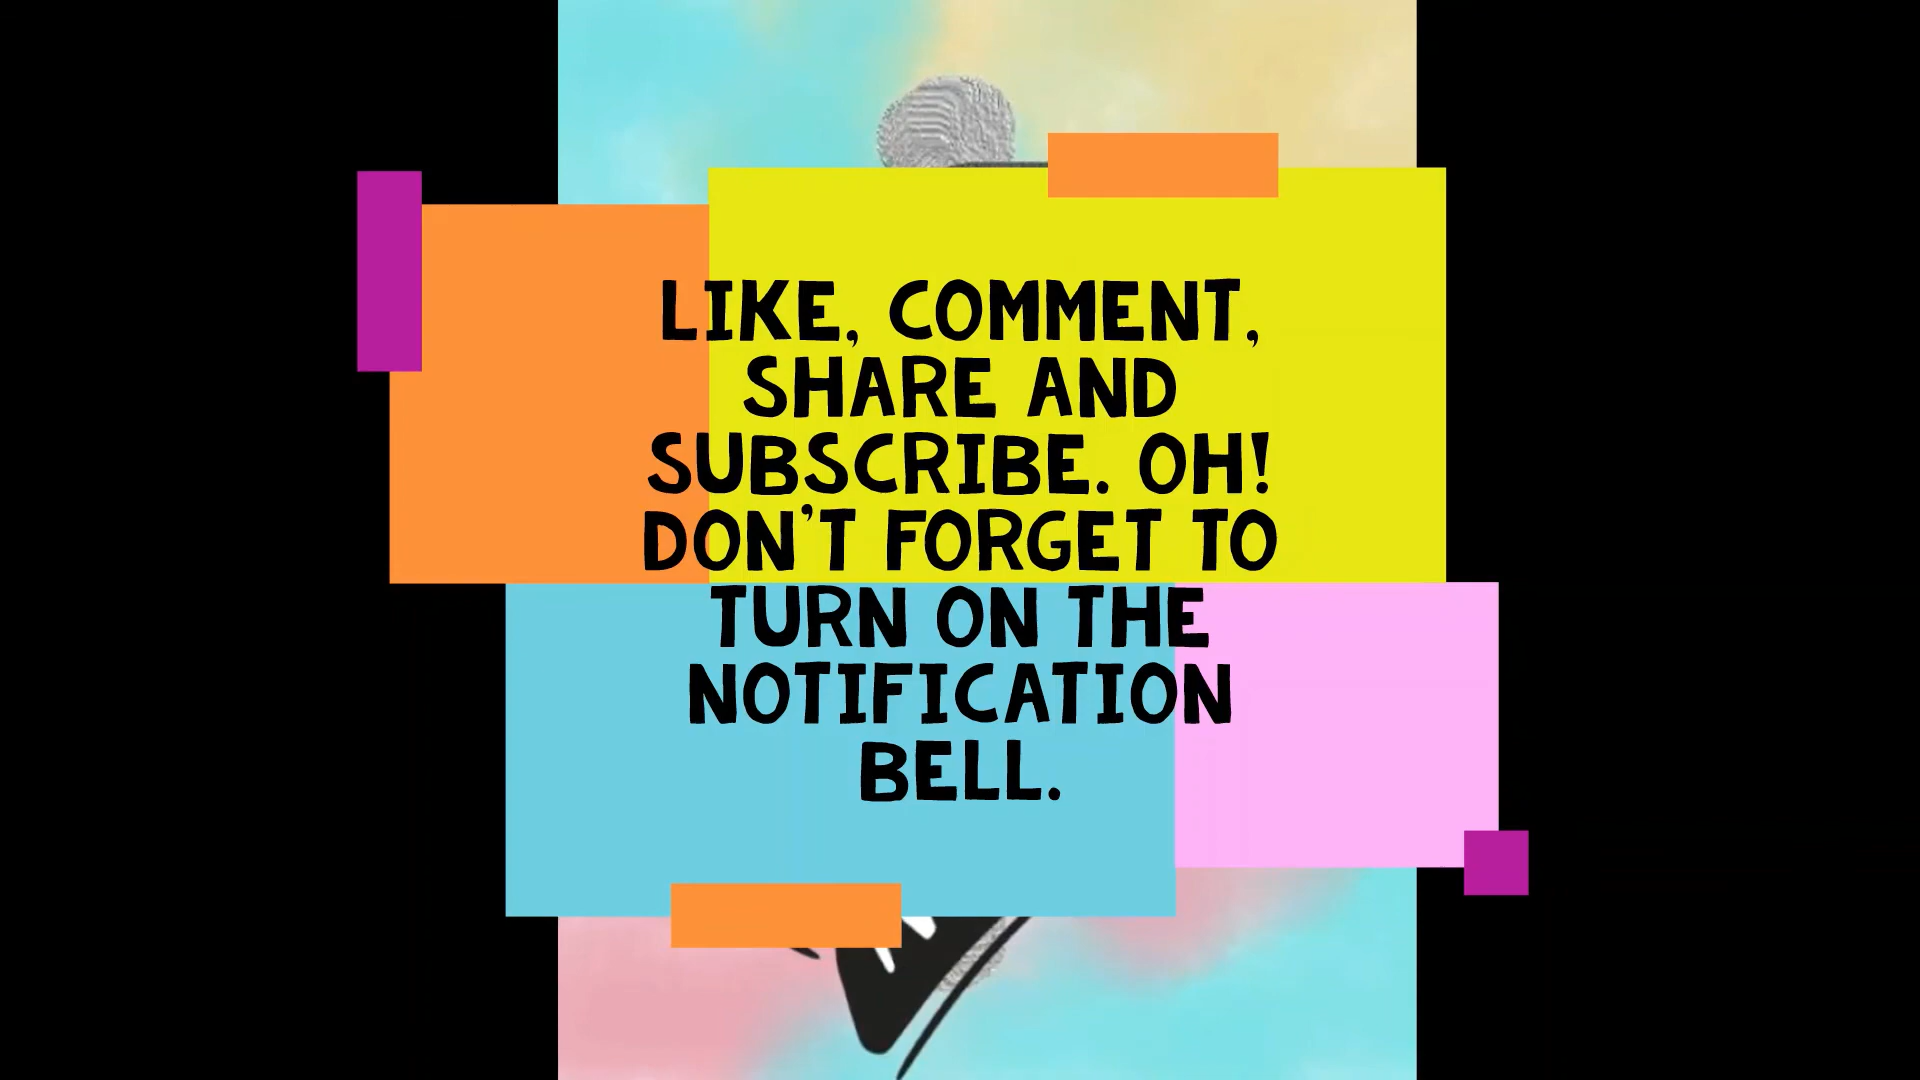 LIKE, COMMENT,
SHARE AND
SUBSCRIBE. OH!
DON'T FORGET TO
TURN ON THE
NOTIFICATION
BELL.